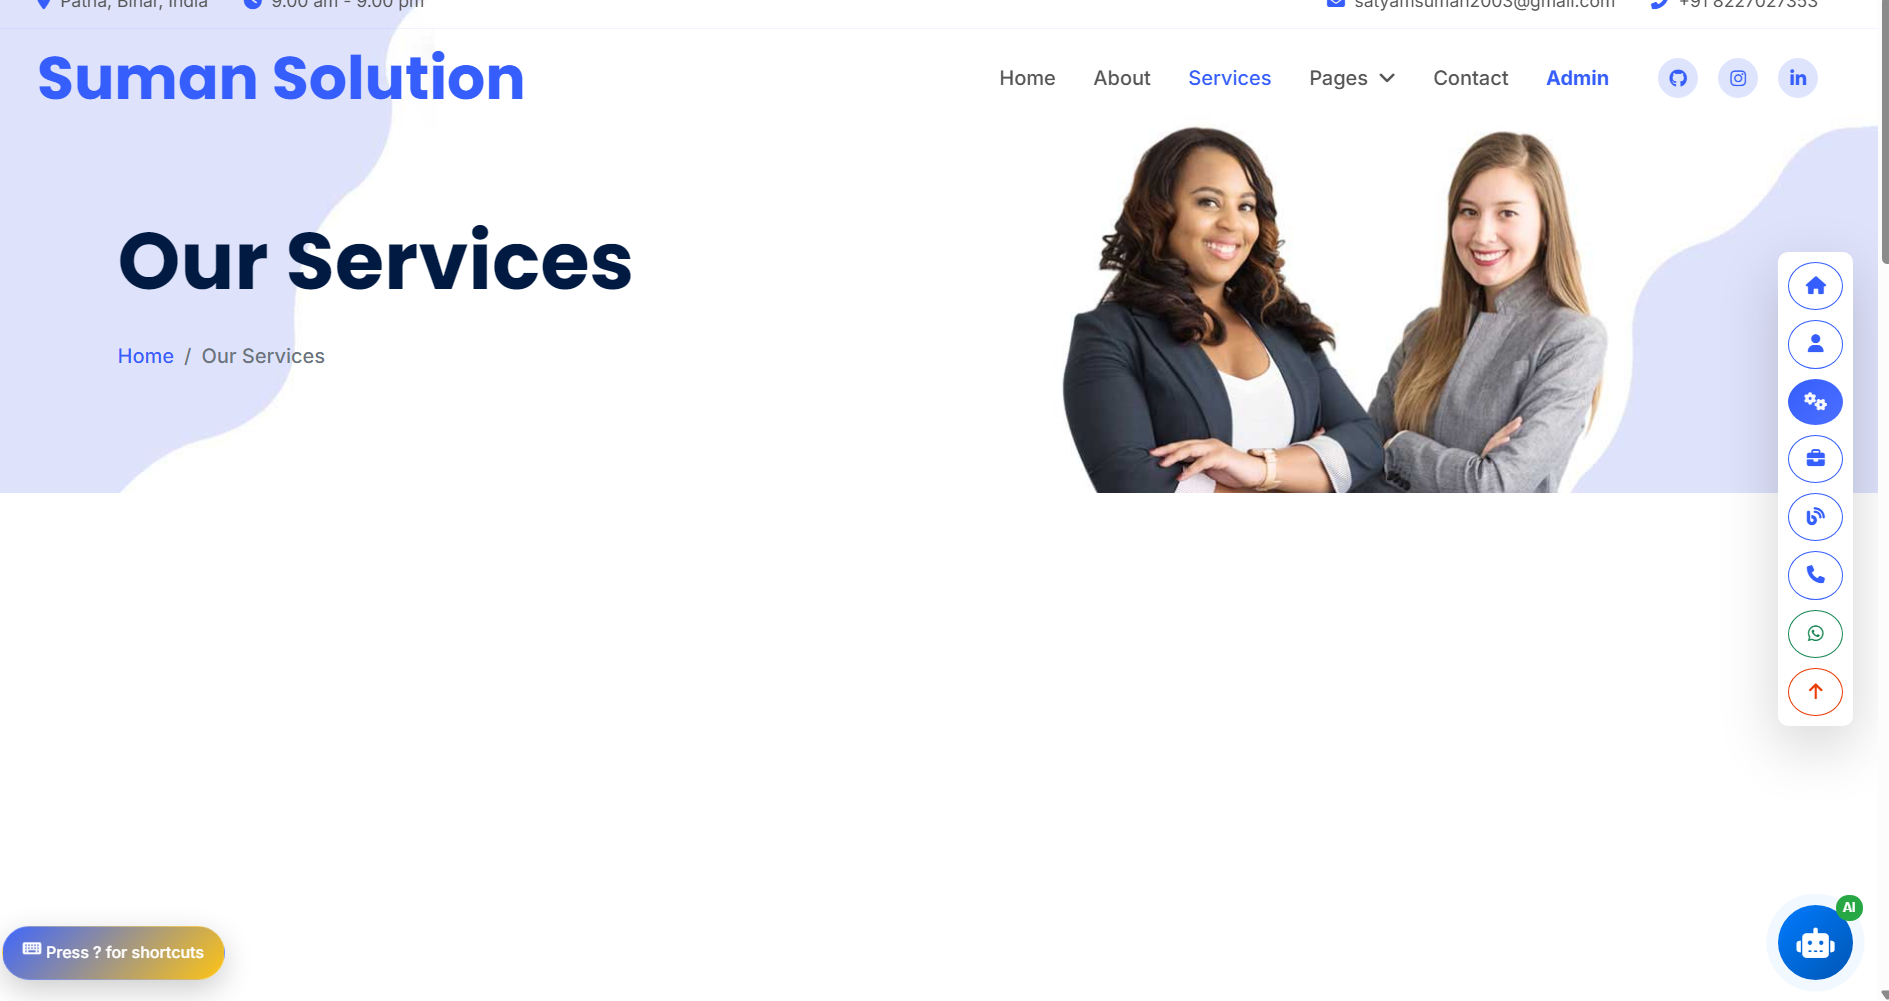 Patna, Bihar, India 9:00 am - 9:00 pm satyamsuman2003@gmail.com +91 8227027353
Suman Solution Home About Services Pages Contact Admin
Our Services
Home / Our Services
AI
Press ? for shortcuts